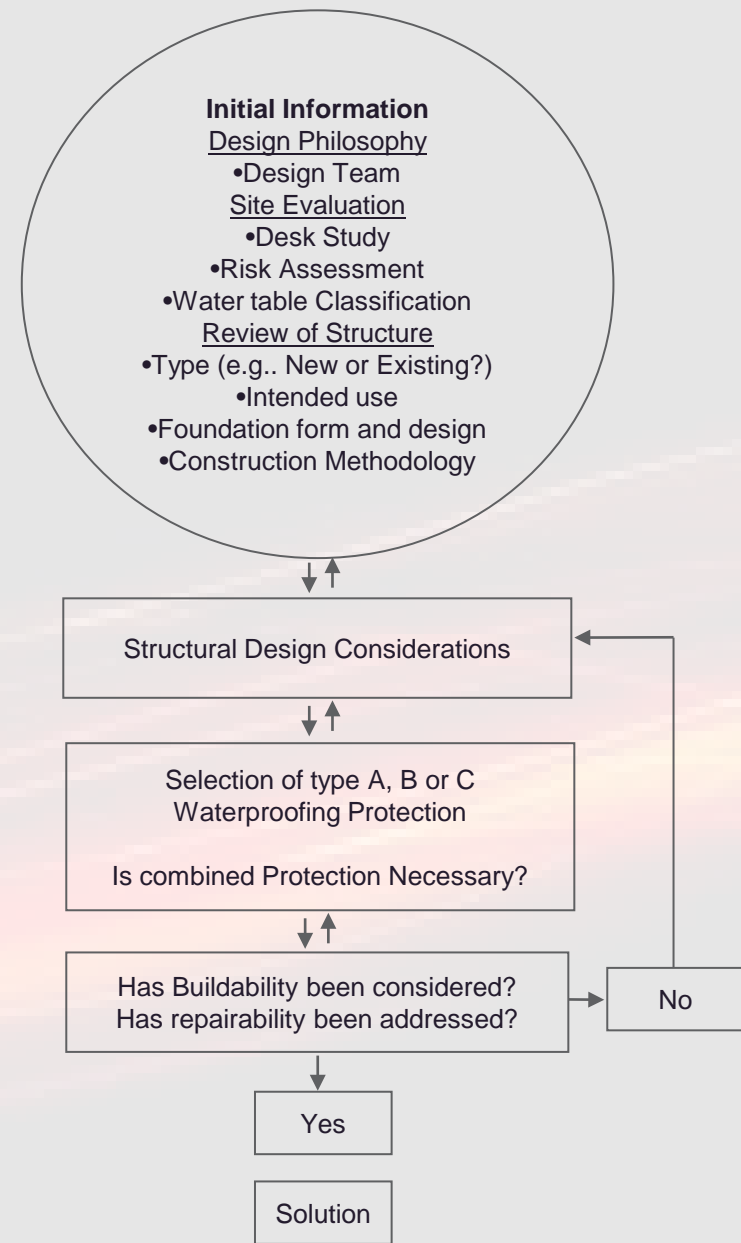 Initial Information
Design Philosophy
•Design Team
Site Evaluation
•Desk Study
•Risk Assessment
•Water table Classification
Review of Structure
•Type (e.g.. New or Existing?)
•Intended use
•Foundation form and design
•Construction Methodology
Structural Design Considerations
Selection of type A, B or C
Waterproofing Protection
Is combined Protection Necessary?
Has Buildability been considered?
Has repairability been addressed?
No
Yes
Solution